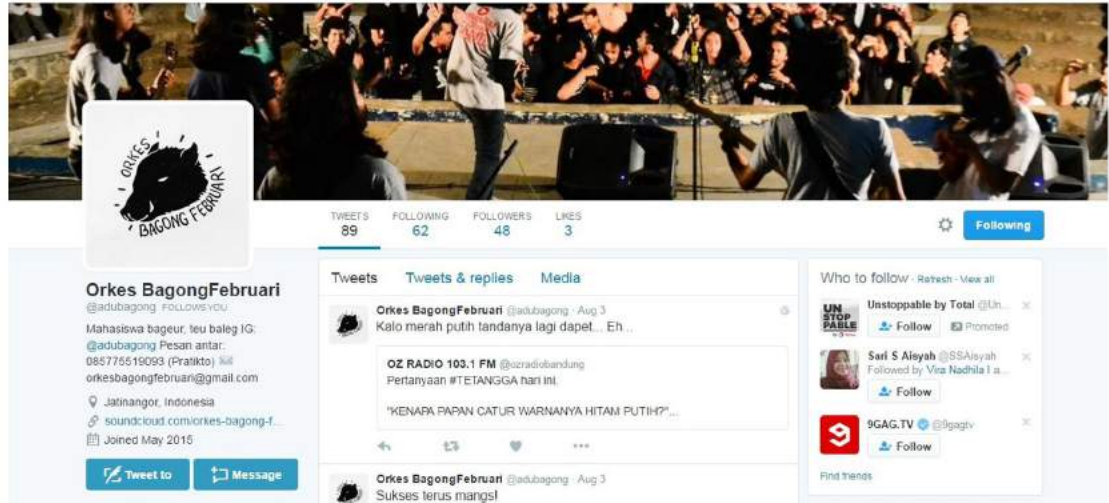 ORKES
BAGONG FEBRUARI
TWEETS
89
FOLLOWING
62
FOLLOWERS
48
LIKES
3
Following
Orkes BagongFebruari
@adubagong FOLLOWS YOU
Mahasiswa bageur, teu baleg IG:
@adubagong Pesan antar:
085775519093 (Pratikto)
orkesbagongfebruari@gmail.com
Jatinangor, Indonesia
soundcloud.com/orkes-bagong-f...
Joined May 2015
Tweet to
Message
Tweets Tweets & replies Media
Orkes BagongFebruari @adubagong · Aug 3
Kalo merah putih tandanya lagi dapet... Eh...
OZ RADIO 103.1 FM @ozradiobandung
Pertanyaan #TETANGGA hari ini.
"KENAPA PAPAN CATUR WARNANYA HITAM PUTIH?"...
Orkes BagongFebruari @adubagong · Aug 3
Sukses terus mangs!
Who to follow · Refresh · View all
UN
STOP
PABLE
Unstoppable by Total @Un...
Follow
Promoted
Sari S Aisyah @SSAisyah
Followed by Vira Nadhila I a...
Follow
9GAG.TV @9gagtv
Follow
Find friends